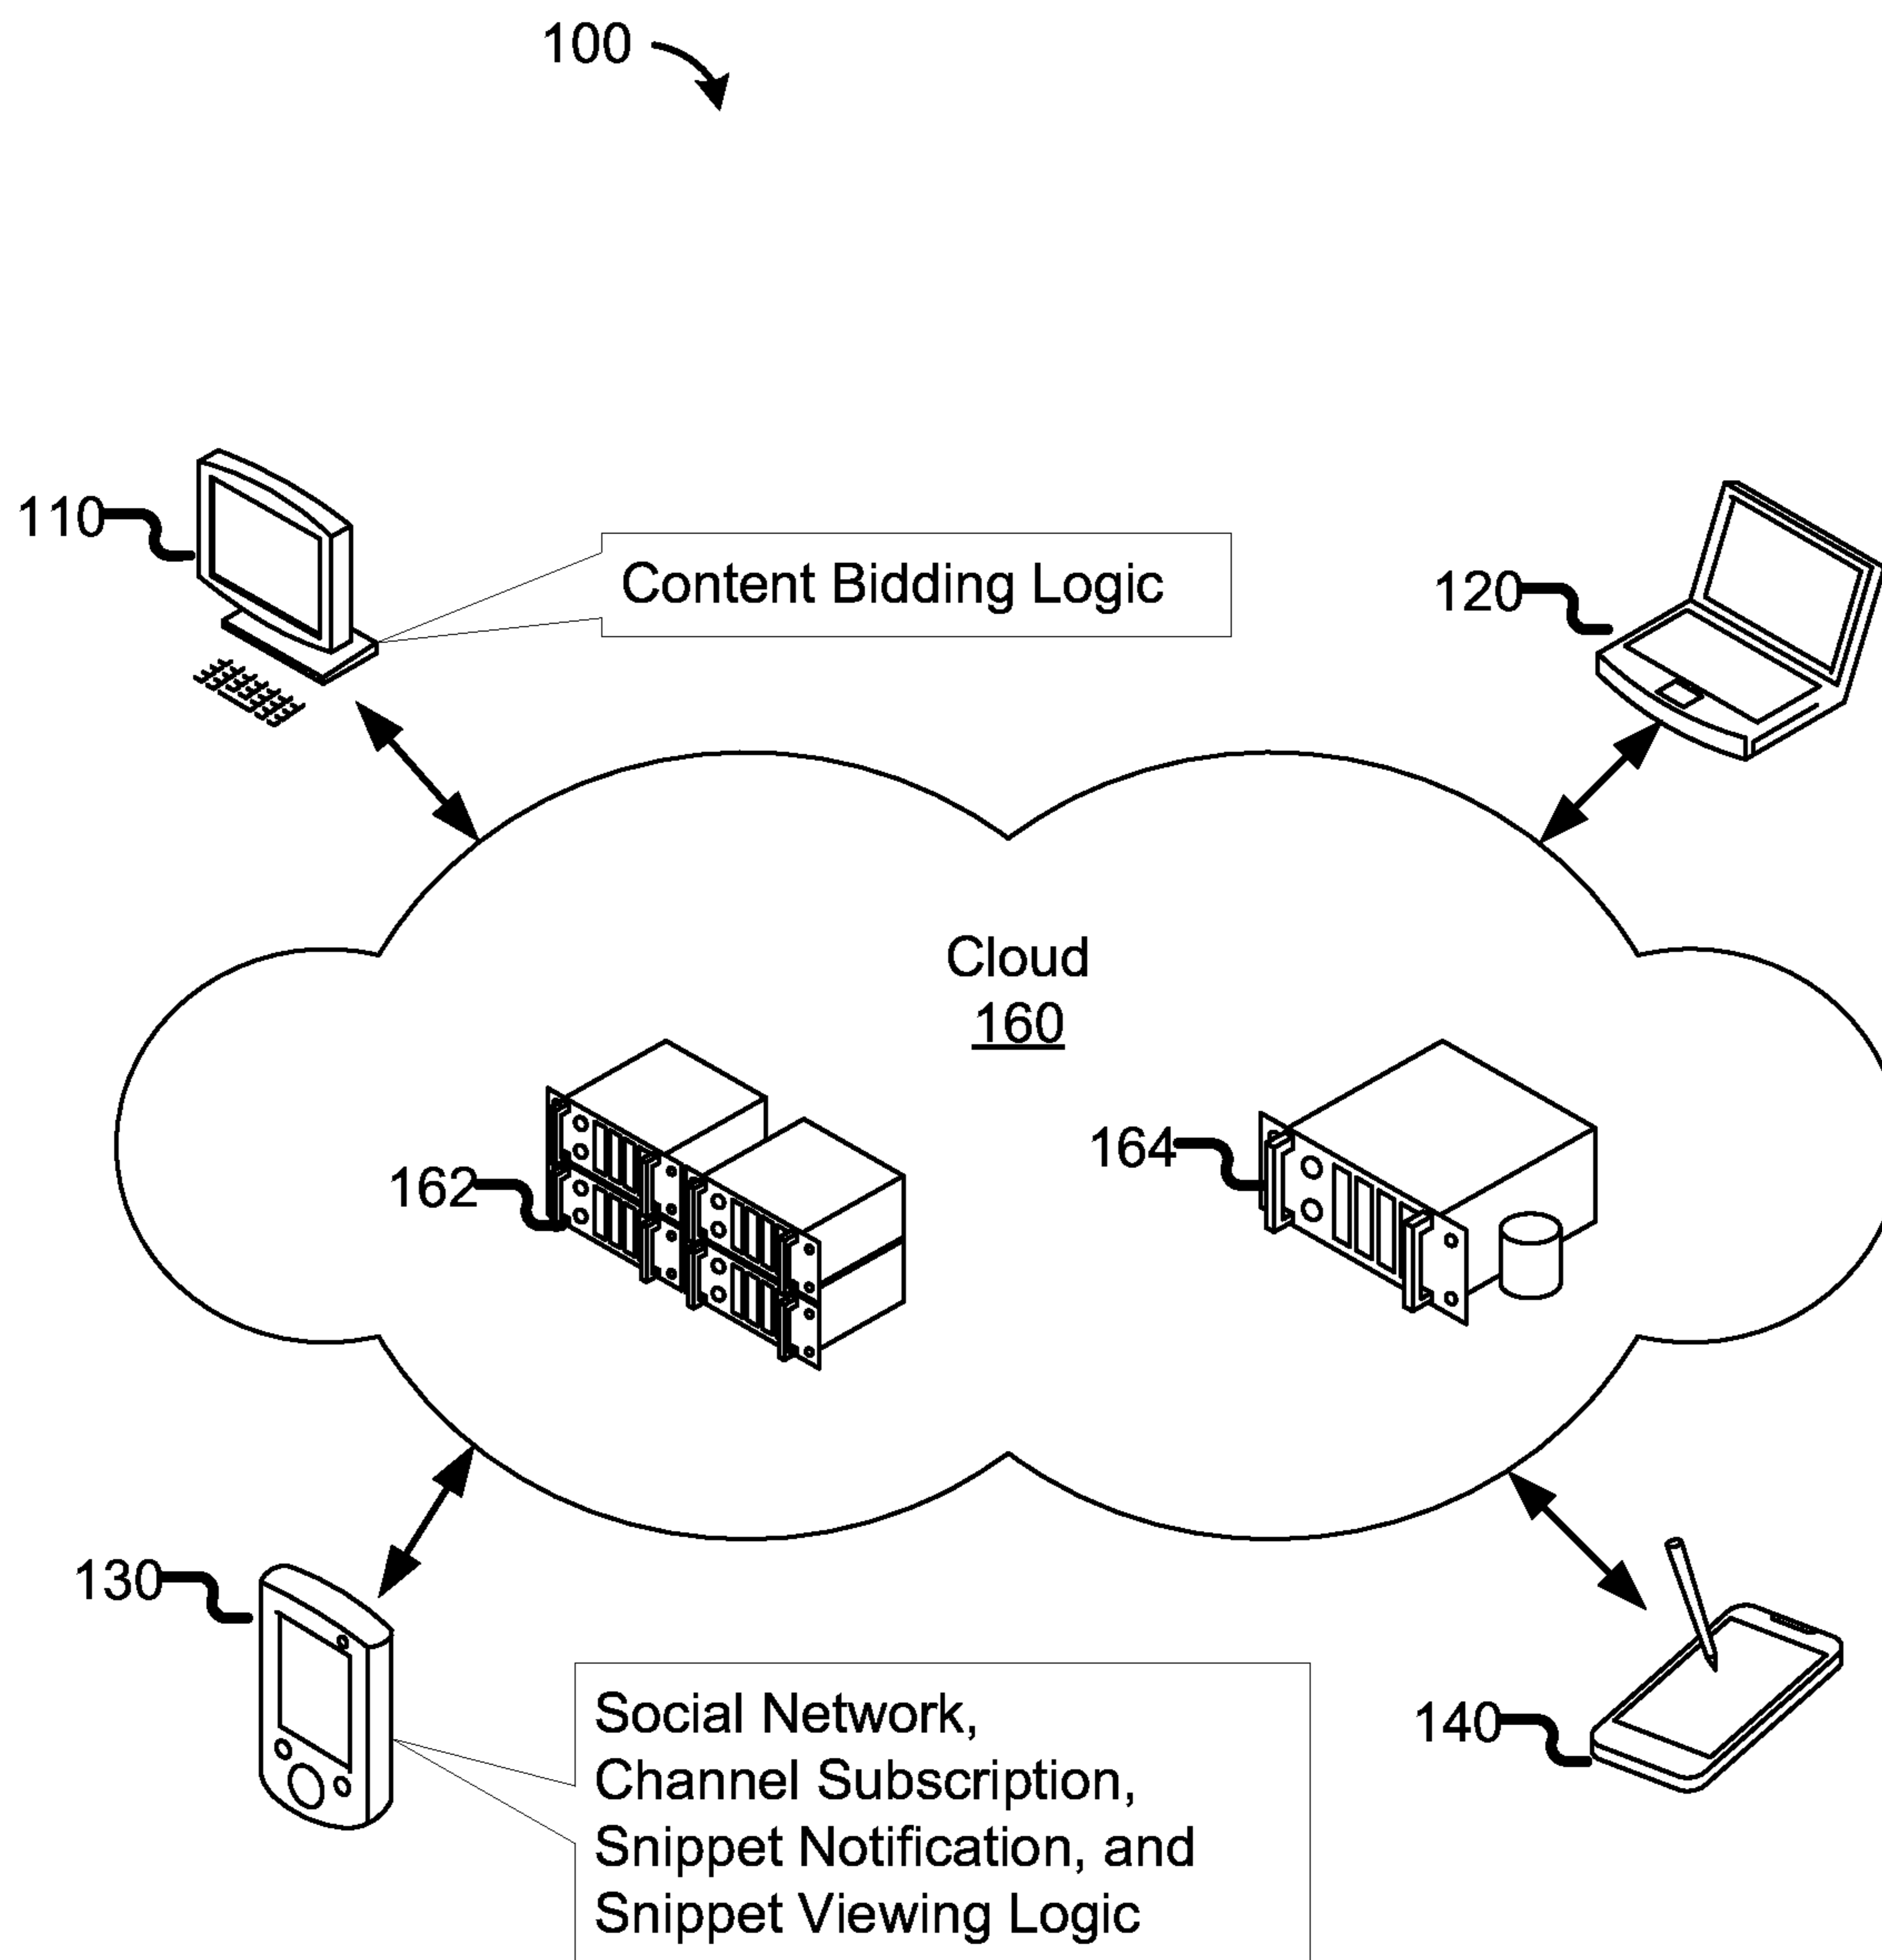 100
110
Content Bidding Logic
120
Cloud
160
162
164
130
Social Network,
Channel Subscription,
Snippet Notification, and
Snippet Viewing Logic
140